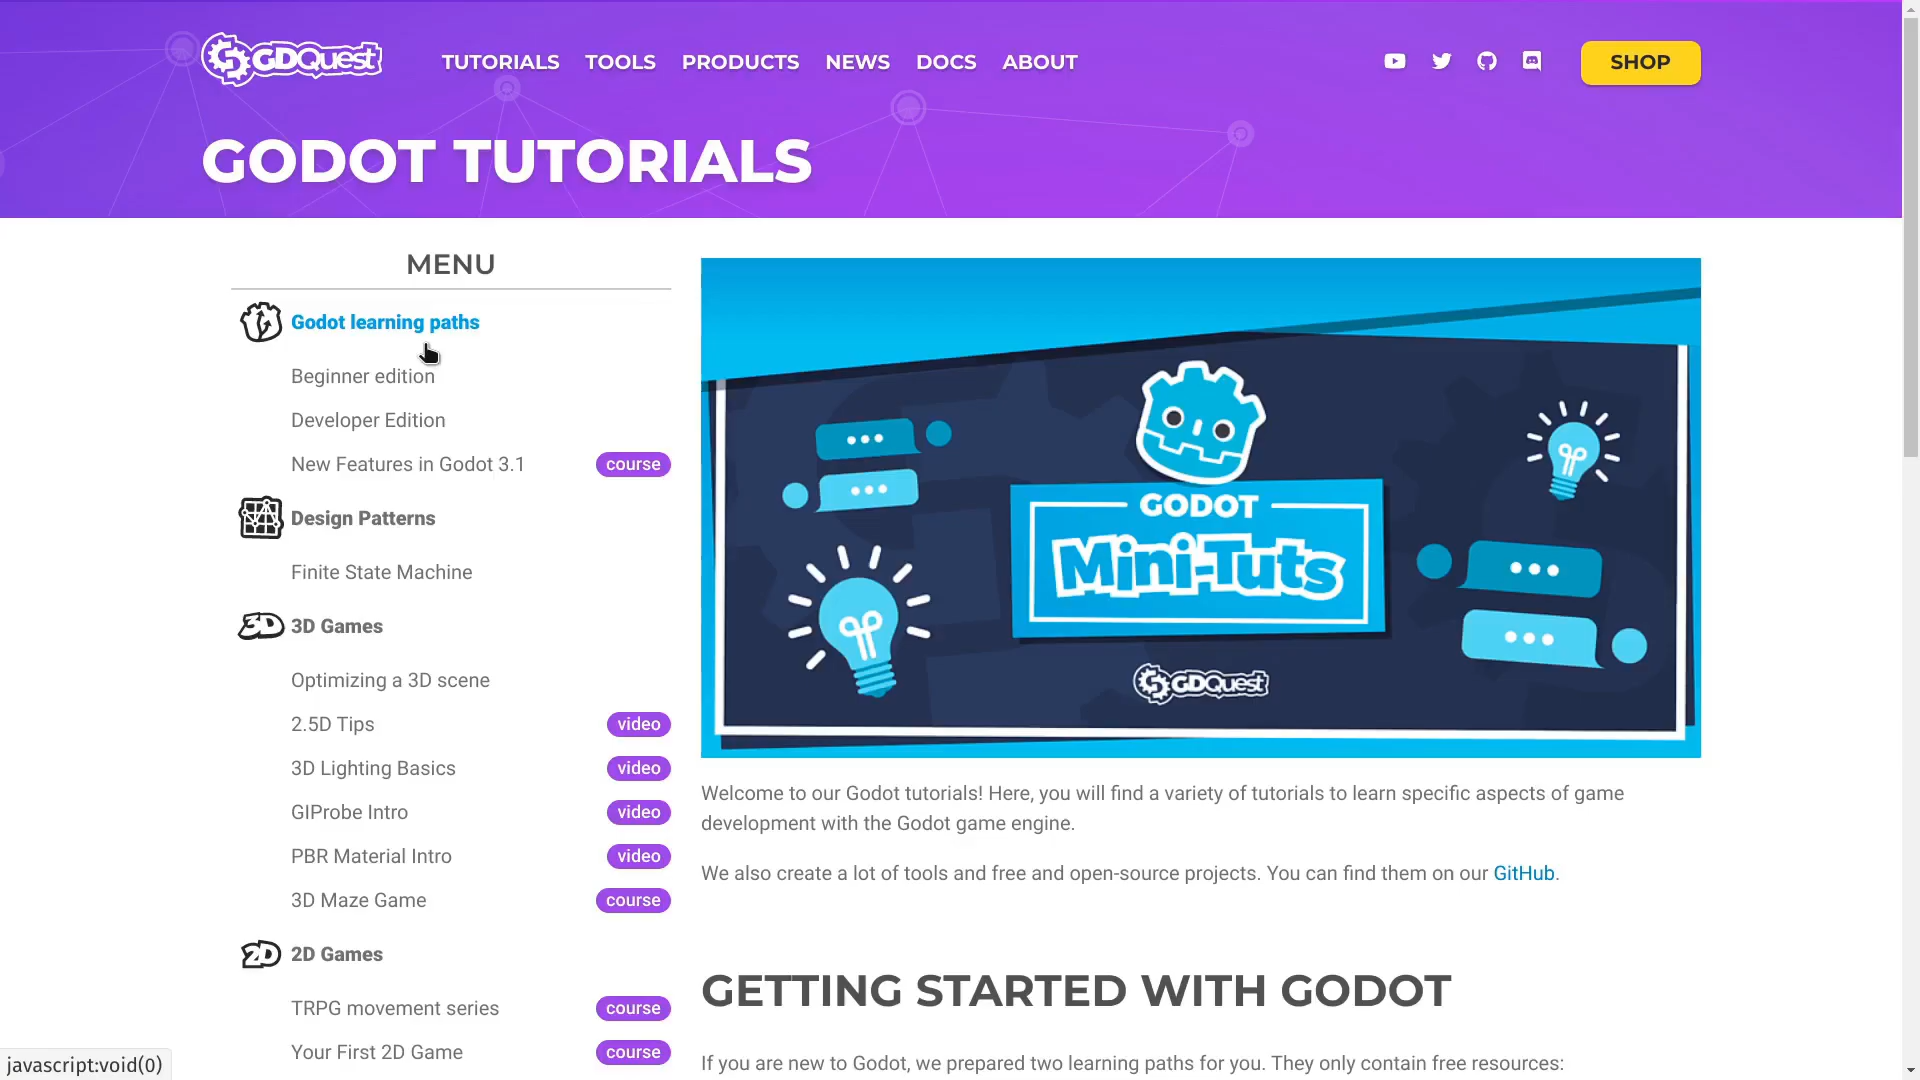 GDQuest
TUTORIALS TOOLS PRODUCTS NEWS DOCS ABOUT
SHOP
GODOT TUTORIALS
MENU
Godot learning paths
Beginner edition
Developer Edition
New Features in Godot 3.1 course
Design Patterns
Finite State Machine
3D 3D Games
Optimizing a 3D scene
2.5D Tips video
3D Lighting Basics video
GIProbe Intro video
PBR Material Intro video
3D Maze Game course
2D 2D Games
TRPG movement series course
Your First 2D Game course
GODOT
Mini-Tuts
GDQuest
Welcome to our Godot tutorials! Here, you will find a variety of tutorials to learn specific aspects of game
development with the Godot game engine.
We also create a lot of tools and free and open-source projects. You can find them on our GitHub.
GETTING STARTED WITH GODOT
If you are new to Godot, we prepared two learning paths for you. They only contain free resources:
javascript:void(0)